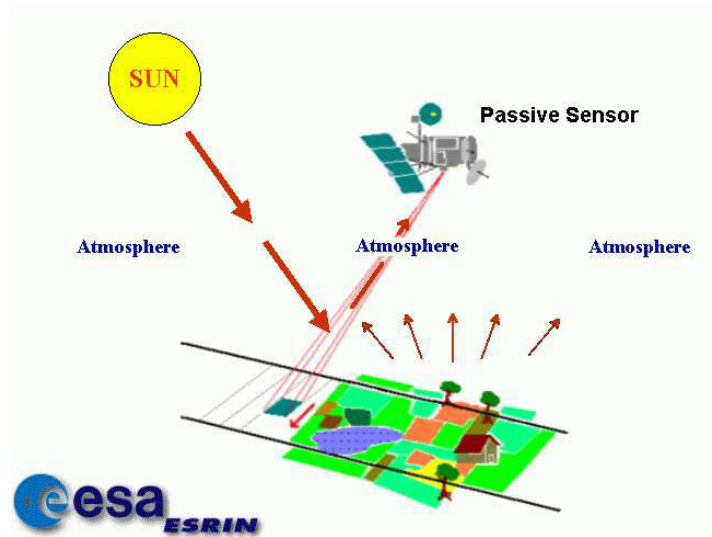 SUN
Passive Sensor
Atmosphere
Atmosphere
Atmosphere
esa
ESRIN